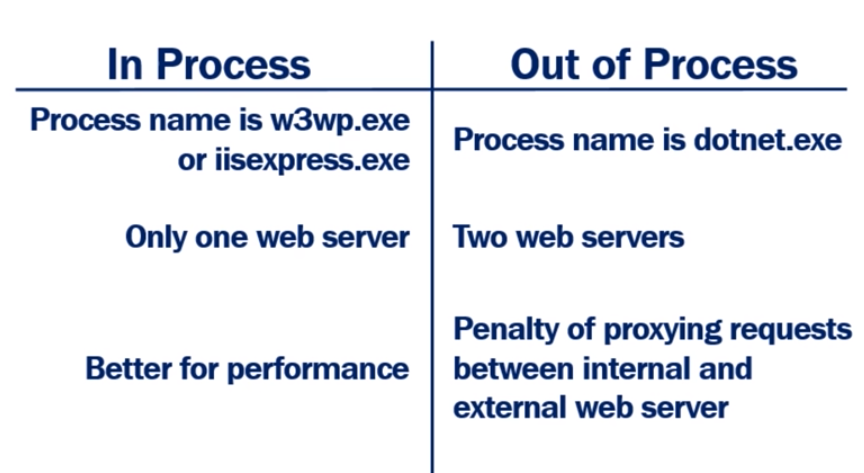 In Process
Out of Process
Process name is w3wp.exe
or iisexpress.exe
Process name is dotnet.exe
Only one web server
Two web servers
Better for performance
Penalty of proxying requests
between internal and
external web server